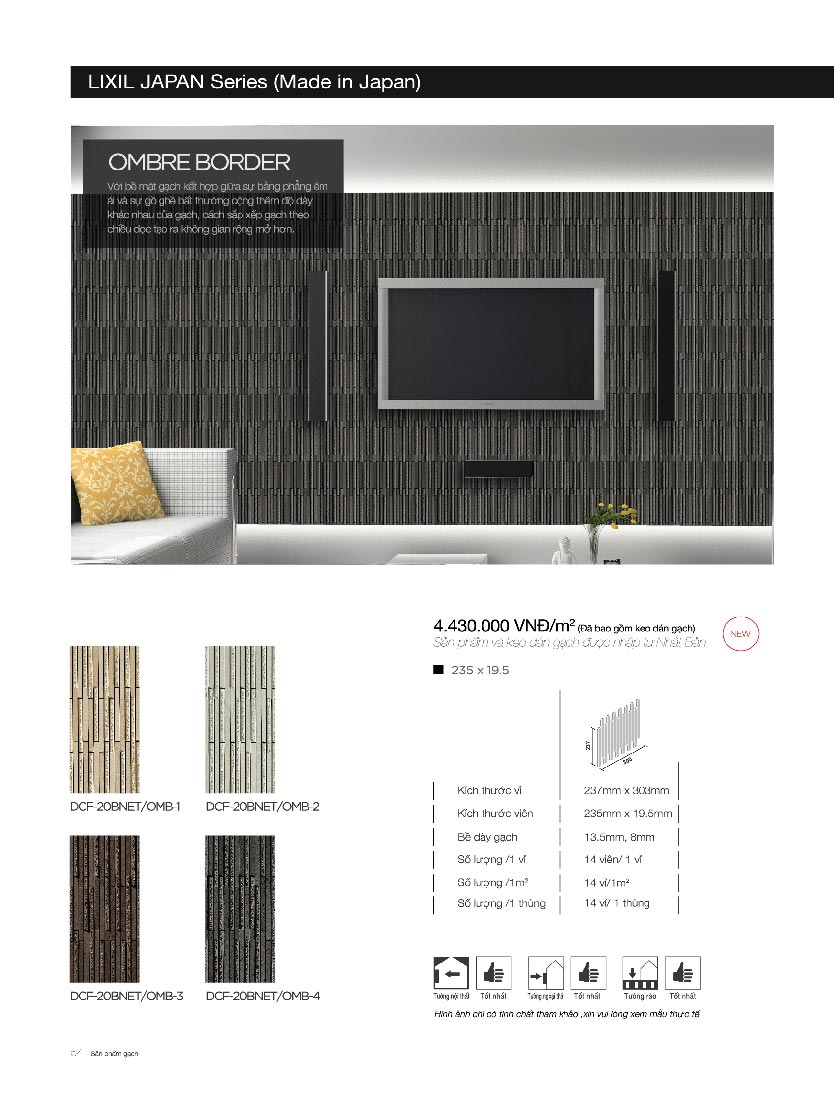 LIXIL JAPAN Series (Made in Japan)
OMBRE BORDER
Với bề mặt gạch kết hợp giữa sự bằng phẳng êm
ái và sự gồ ghề bất thường cộng thêm độ dày
khác nhau của gạch, cách sắp xếp gạch theo
chiều dọc tạo ra không gian rộng mở hơn.
4.430.000 VNĐ/m² (Đã bao gồm keo dán gạch)
Sản phẩm và keo dán gạch được nhập từ Nhật Bản
NEW
235 x 19.5
DCF-20BNET/OMB-1
DCF-20BNET/OMB-2
DCF-20BNET/OMB-3
DCF-20BNET/OMB-4
237
Kích thước vỉ 237mm x 303mm
Kích thước viên 235mm x 19.5mm
Bề dày gạch 13.5mm, 8mm
Số lượng /1 vỉ 14 viên/ 1 vỉ
Số lượng /1m² 14 vỉ/1m²
Số lượng /1 thùng 14 vỉ/ 1 thùng
Tường nội thất Tốt nhất Tường ngoại thất Tốt nhất Tường rào Tốt nhất
Hình ảnh chỉ có tính chất tham khảo ,xin vui lòng xem mẫu thực tế
Sản phẩm gạch